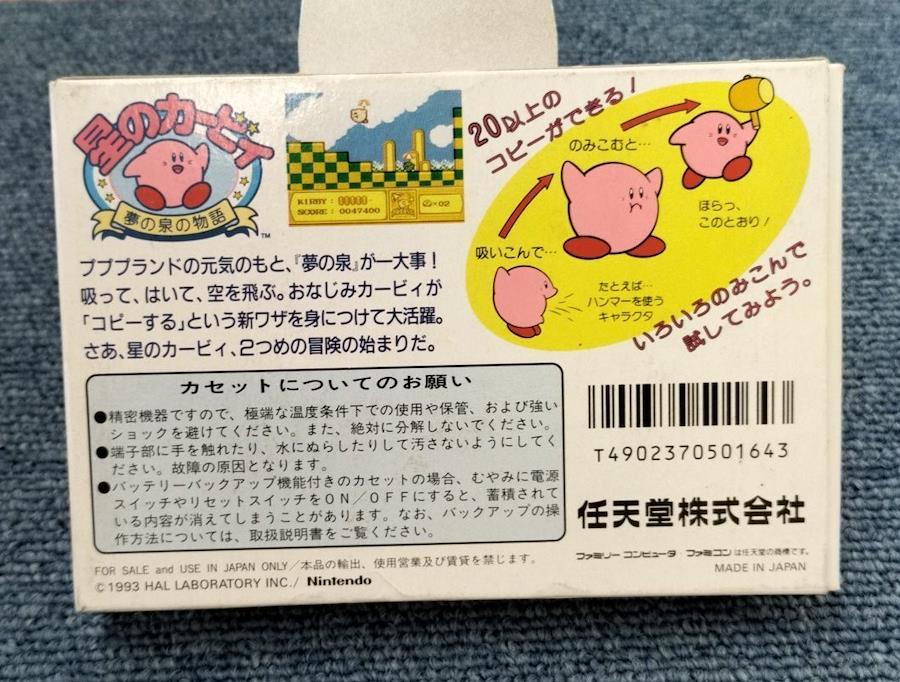 星のカービィ
夢の泉の物語
™
KIRBY :
SCORE : 0047400
×02
20以上の
コピーができる!
のみこむと…
ほらっ、
このとおり!
吸いこんで…
たとえば…
ハンマーを使う
キャラクタ
いろいろのみこんで
試してみよう。
プププランドの元気のもと、『夢の泉』が一大事!
吸って、はいて、空を飛ぶ。おなじみカービィが
「コピーする」という新ワザを身につけて大活躍。
さあ、星のカービィ、2つめの冒険の始まりだ。
カセットについてのお願い
●精密機器ですので、極端な温度条件下での使用や保管、および強い
ショックを避けてください。また、絶対に分解しないでください。
●端子部に手を触れたり、水にぬらしたりして汚さないようにしてく
ださい。故障の原因となります。
●バッテリーバックアップ機能付きのカセットの場合、むやみに電源
スイッチやリセットスイッチをON/OFFにすると、蓄積されて
いる内容が消えてしまうことがあります。なお、バックアップの操
作方法については、取扱説明書をご覧ください。
FOR SALE and USE IN JAPAN ONLY/本品の輸出、使用営業及び賃貸を禁じます。
©1993 HAL LABORATORY INC./ Nintendo
T4902370501643
任天堂株式会社
ファミリーコンピュータ・ファミコンは任天堂の商標です。
MADE IN JAPAN